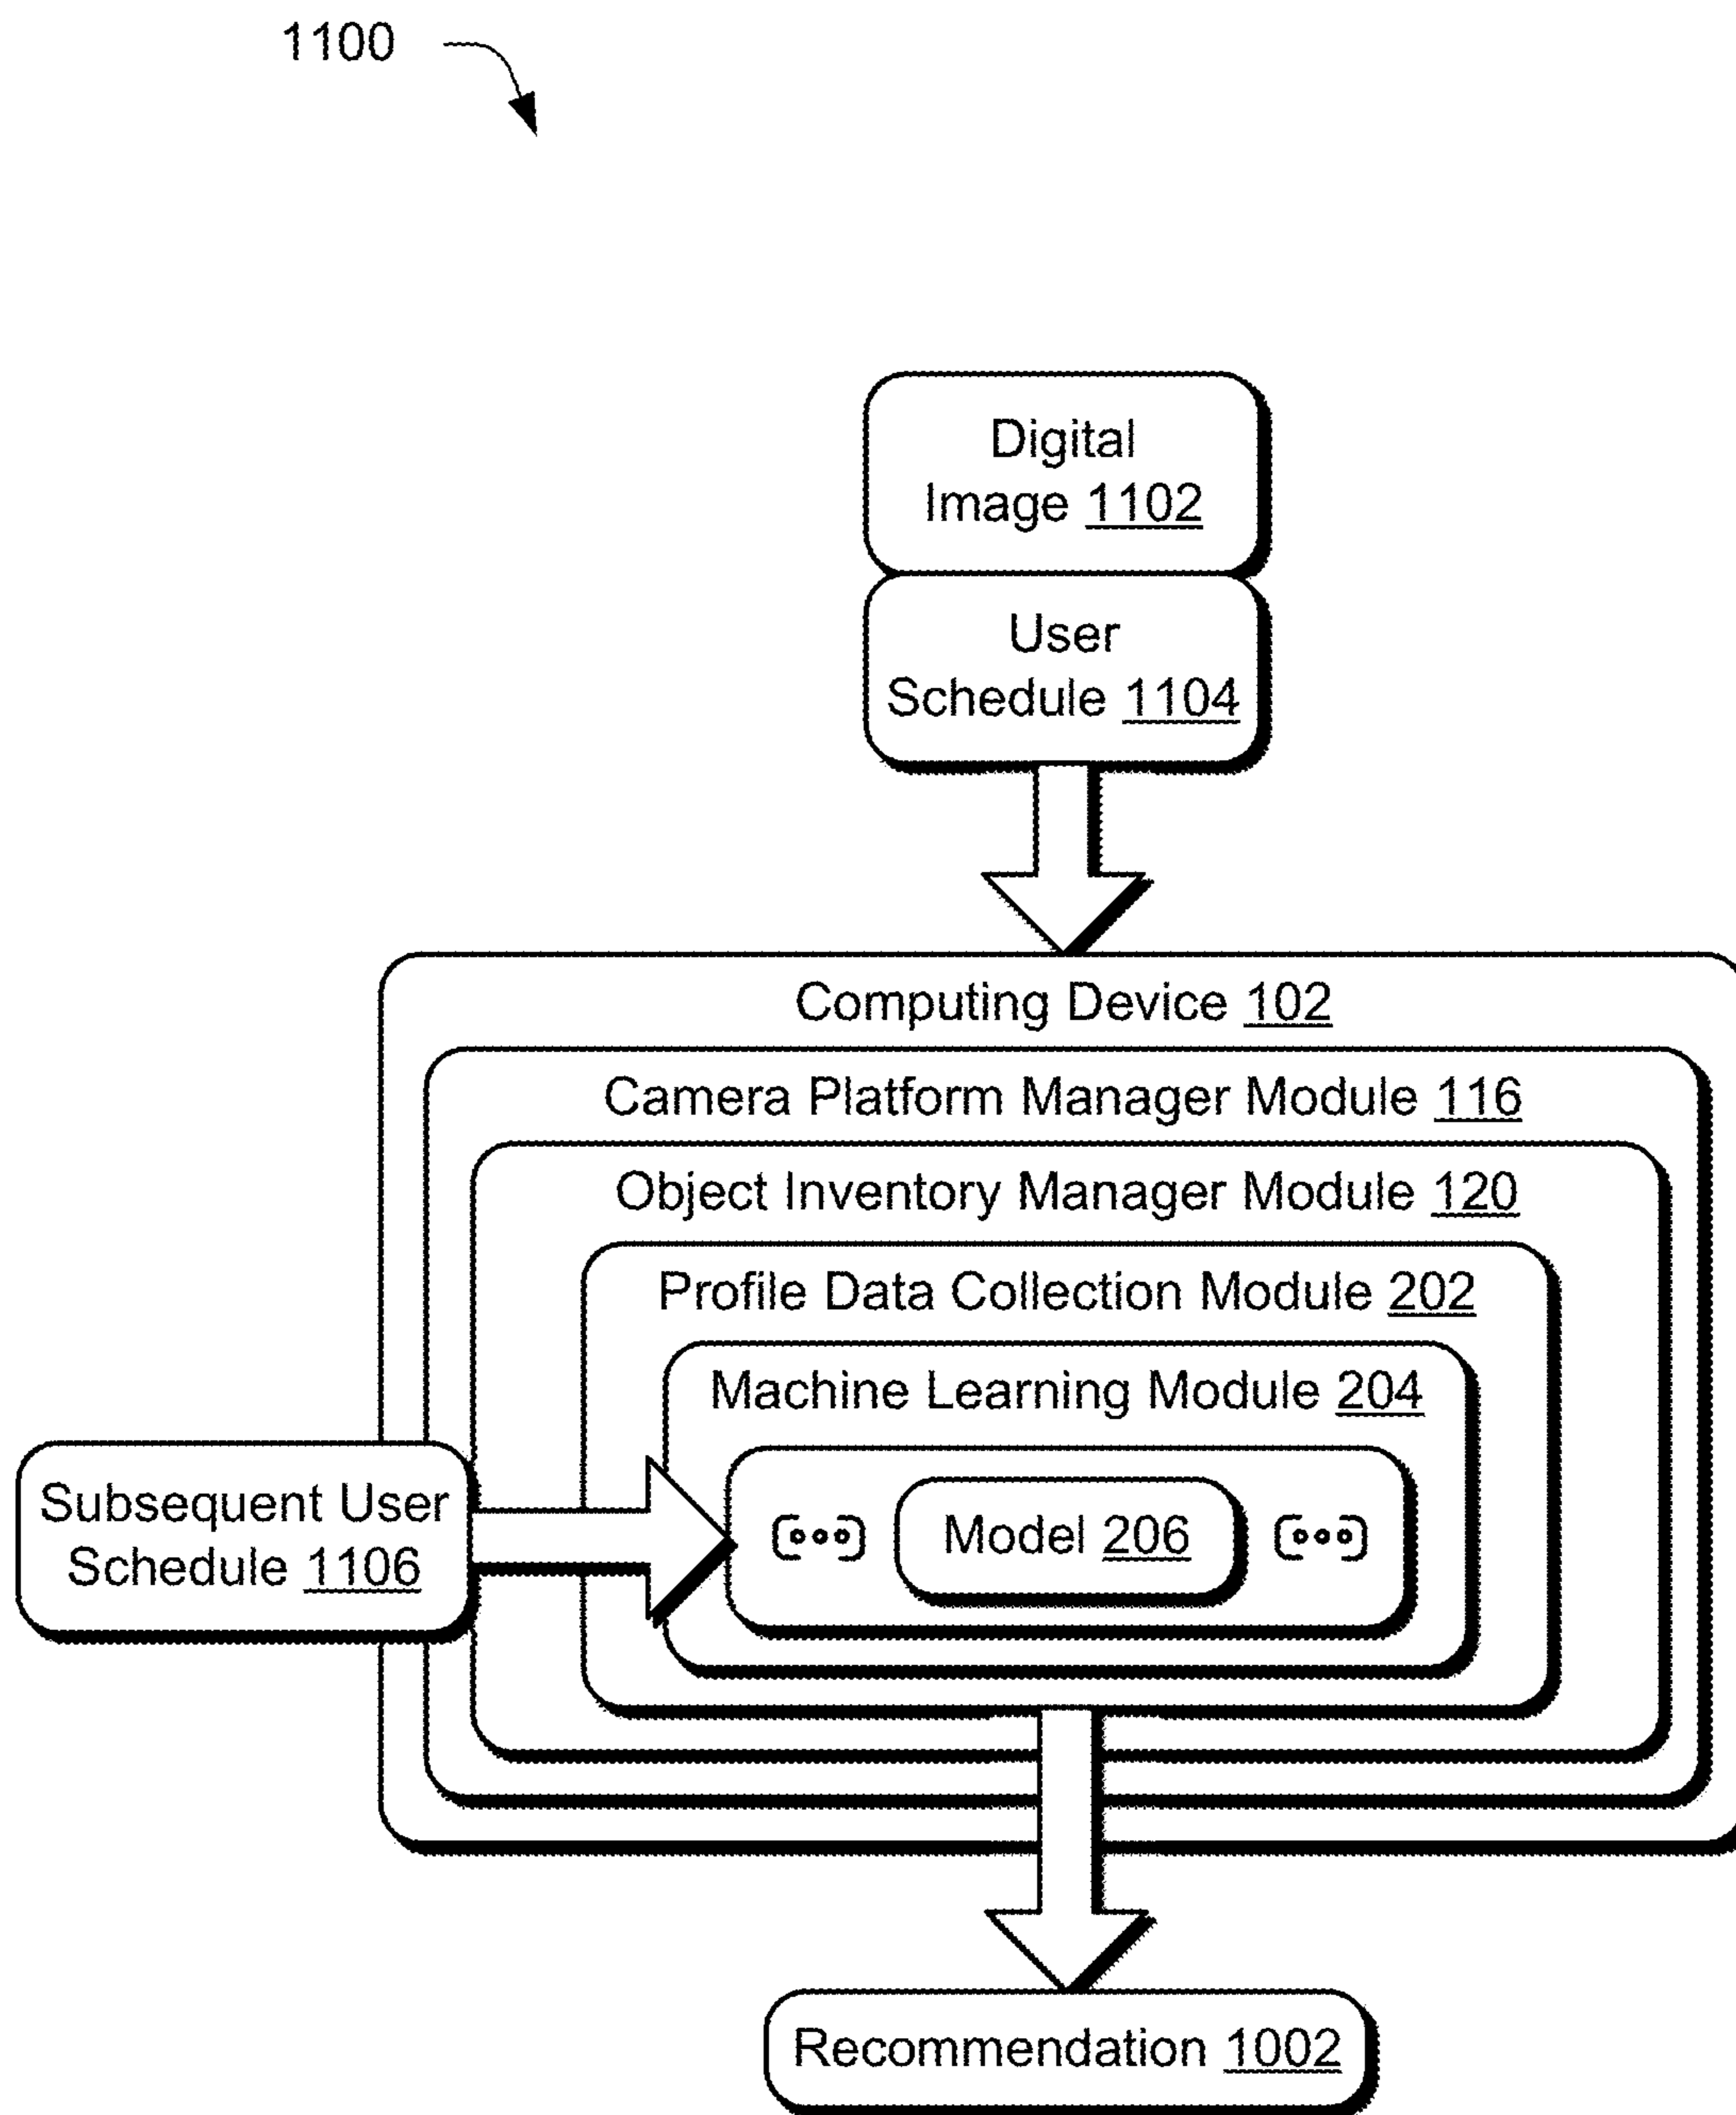 1100
Digital
Image 1102
User
Schedule 1104
Computing Device 102
Camera Platform Manager Module 116
Object Inventory Manager Module 120
Profile Data Collection Module 202
Machine Learning Module 204
Subsequent User
Schedule 1106
Model 206
Recommendation 1002